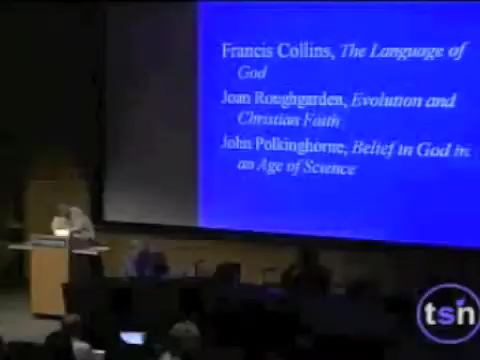 Francis Collins, The Language of
God
Joan Roughgarden, Evolution and
Christian Faith
John Polkinghorne, Belief in God in
an Age of Science
tsn